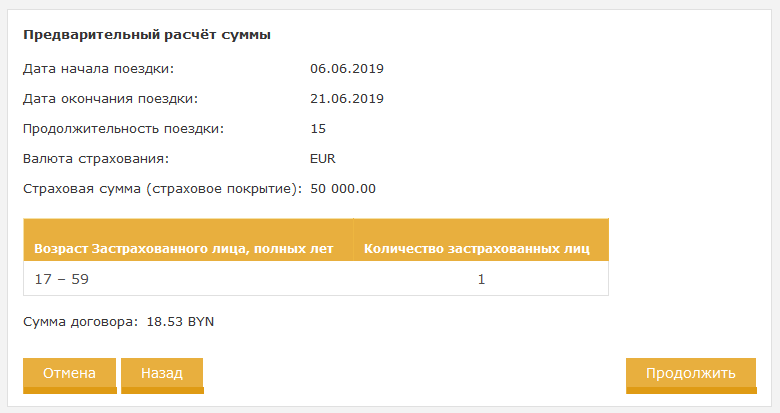 Предварительный расчёт суммы
Дата начала поездки: 06.06.2019
Дата окончания поездки: 21.06.2019
Продолжительность поездки: 15
Валюта страхования: EUR
Страховая сумма (страховое покрытие): 50 000.00
Возраст Застрахованного лица, полных лет Количество застрахованных лиц
17 – 59 1
Сумма договора: 18.53 BYN
Отмена Назад Продолжить